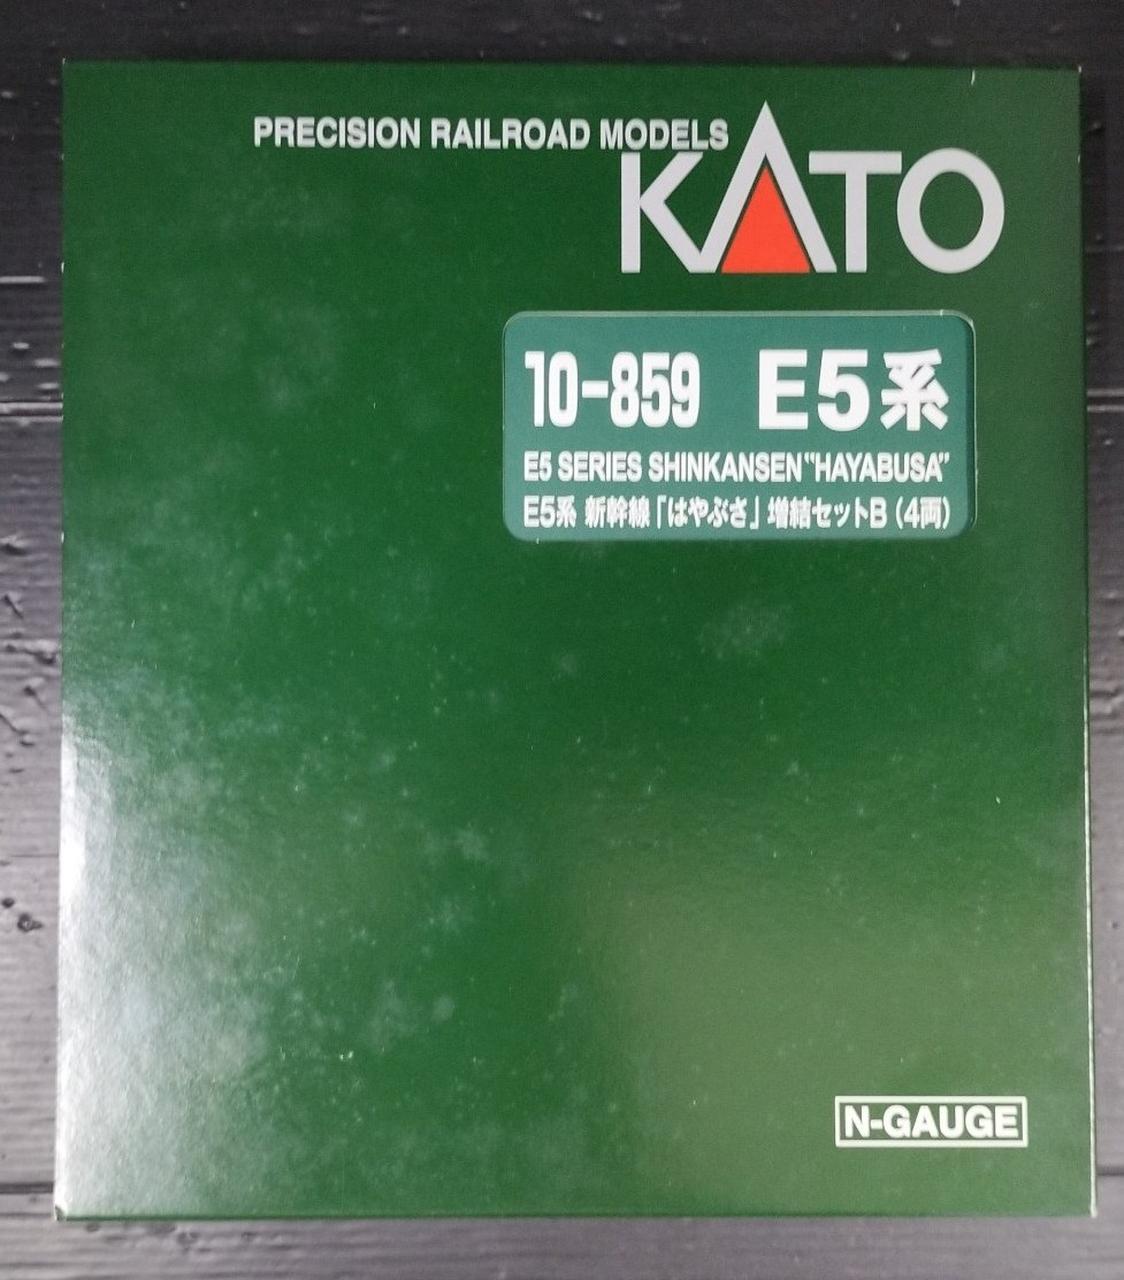 PRECISION RAILROAD MODELS
KATO
10-859 E5系
E5 SERIES SHINKANSEN "HAYABUSA"
E5系 新幹線「はやぶさ」増結セットB（4両）
N-GAUGE